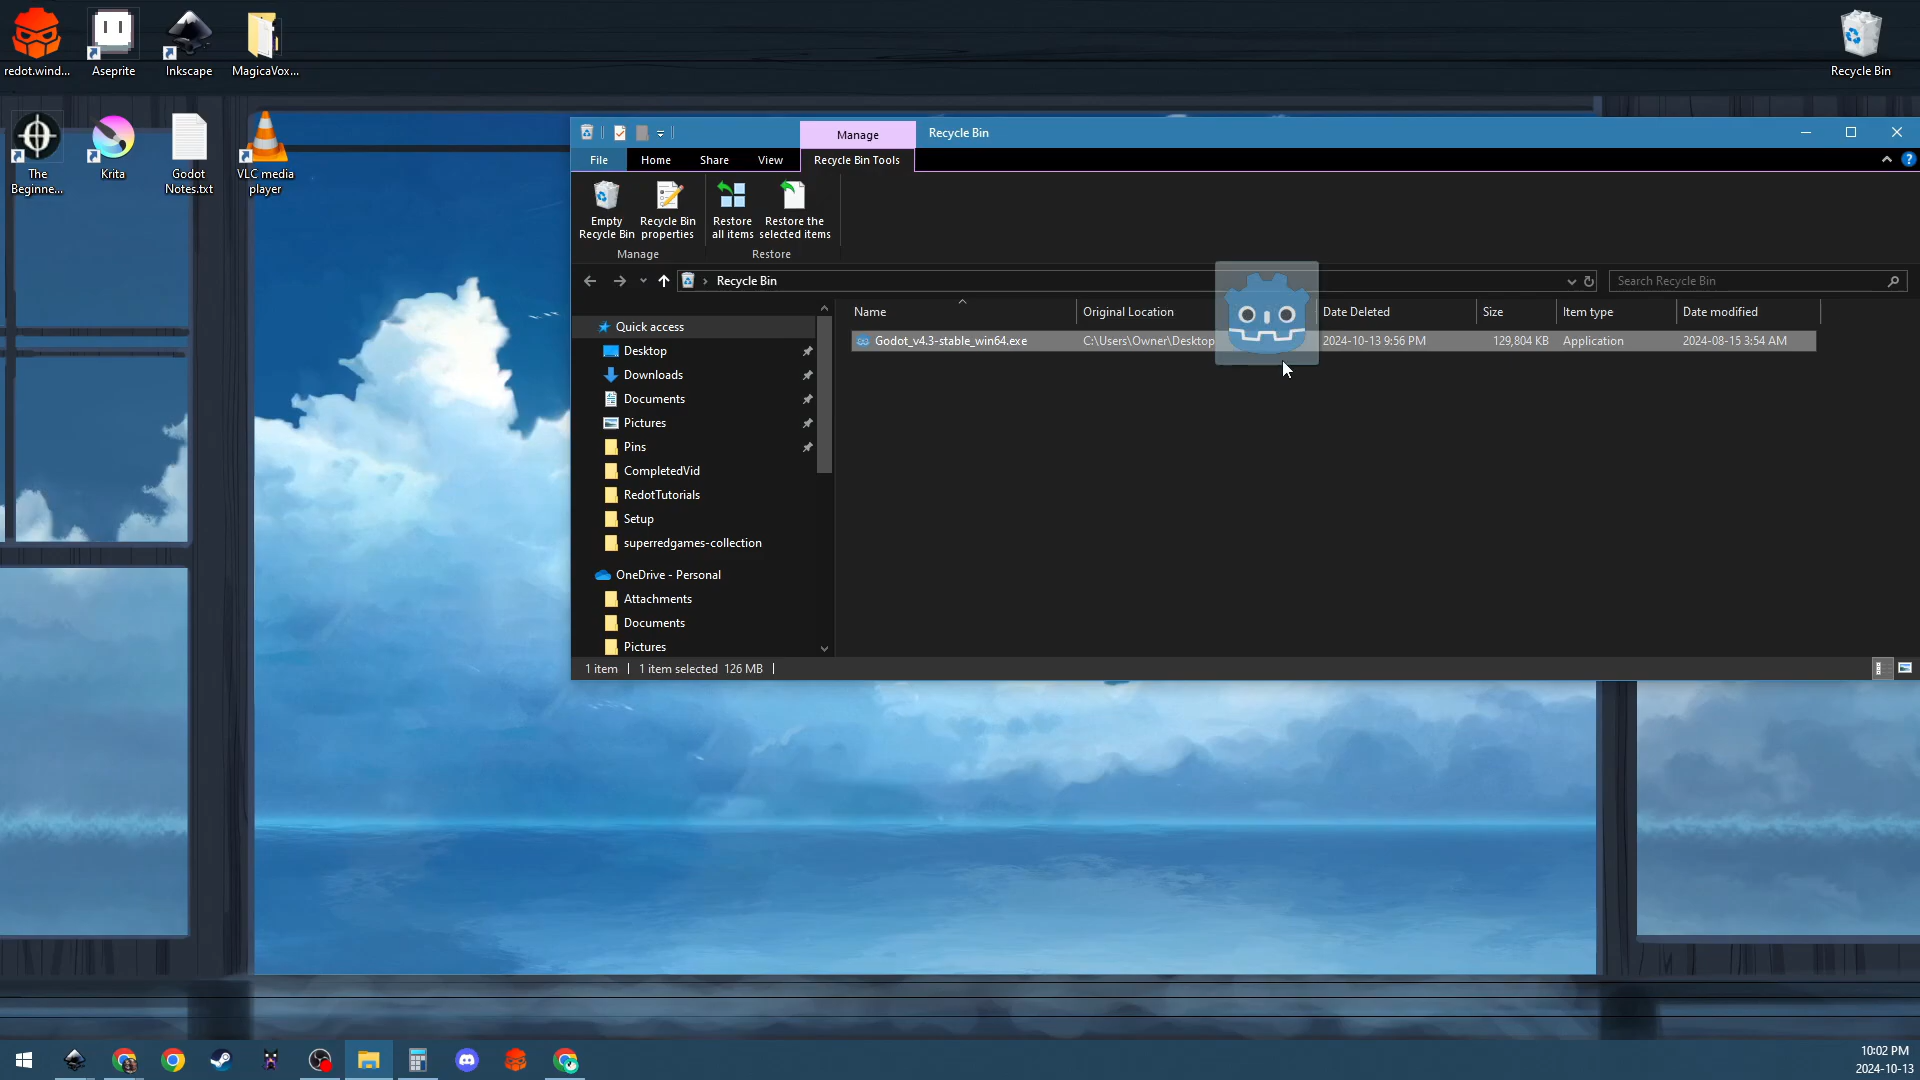 redot.wind...
Aseprite
Inkscape
MagicaVox...
Recycle Bin
The
Beginne...
Krita
Godot
Notes.txt
VLC media
player
Manage
Recycle Bin
File
Home
Share
View
Recycle Bin Tools
Empty
Recycle Bin
Recycle Bin
properties
Restore
all items
Restore the
selected items
Manage
Restore
Recycle Bin
Search Recycle Bin
Quick access
Desktop
Downloads
Documents
Pictures
Pins
CompletedVid
RedotTutorials
Setup
superredgames-collection
OneDrive - Personal
Attachments
Documents
Pictures
Name
Original Location
Date Deleted
Size
Item type
Date modified
Godot_v4.3-stable_win64.exe
C:\Users\Owner\Desktop
2024-10-13 9:56 PM
129,804 KB
Application
2024-08-15 3:54 AM
1 item
1 item selected 126 MB
10:02 PM
2024-10-13